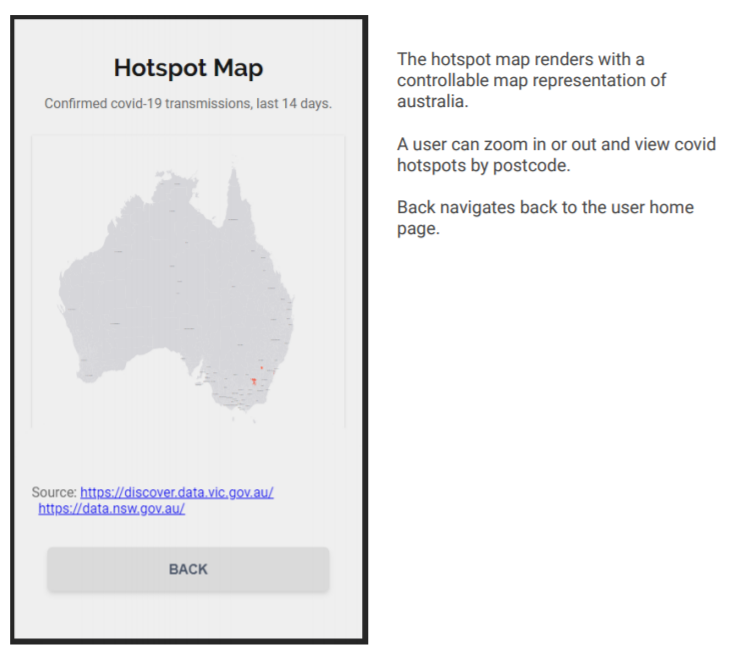 Hotspot Map
Confirmed covid-19 transmissions, last 14 days.
Source: https://discover.data.vic.gov.au/
https://data.nsw.gov.au/
BACK
The hotspot map renders with a
controllable map representation of
australia.
A user can zoom in or out and view covid
hotspots by postcode.
Back navigates back to the user home
page.